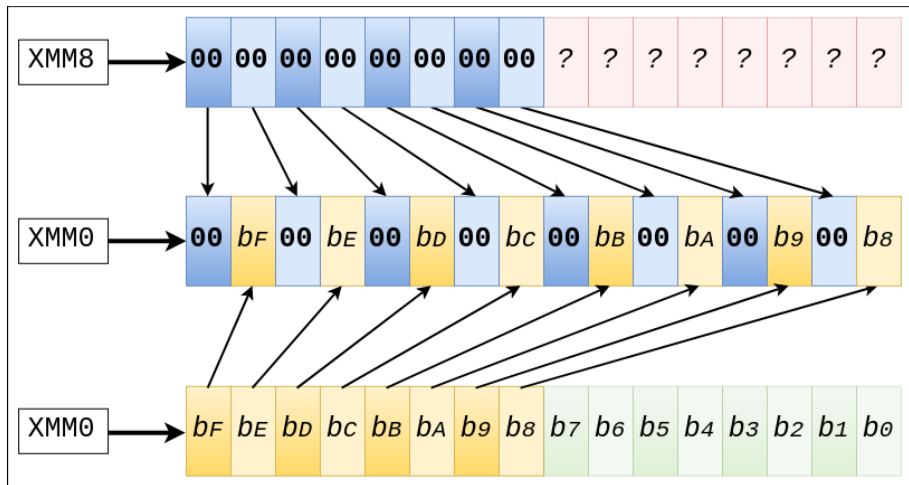 XMM8 00 00 00 00 00 00 00 00 ? ? ? ? ? ? ? ?
XMM0 00 bF 00 bE 00 bD 00 bC 00 bB 00 bA 00 b9 00 b8
XMM0 bF bE bD bC bB bA b9 b8 b7 b6 b5 b4 b3 b2 b1 b0